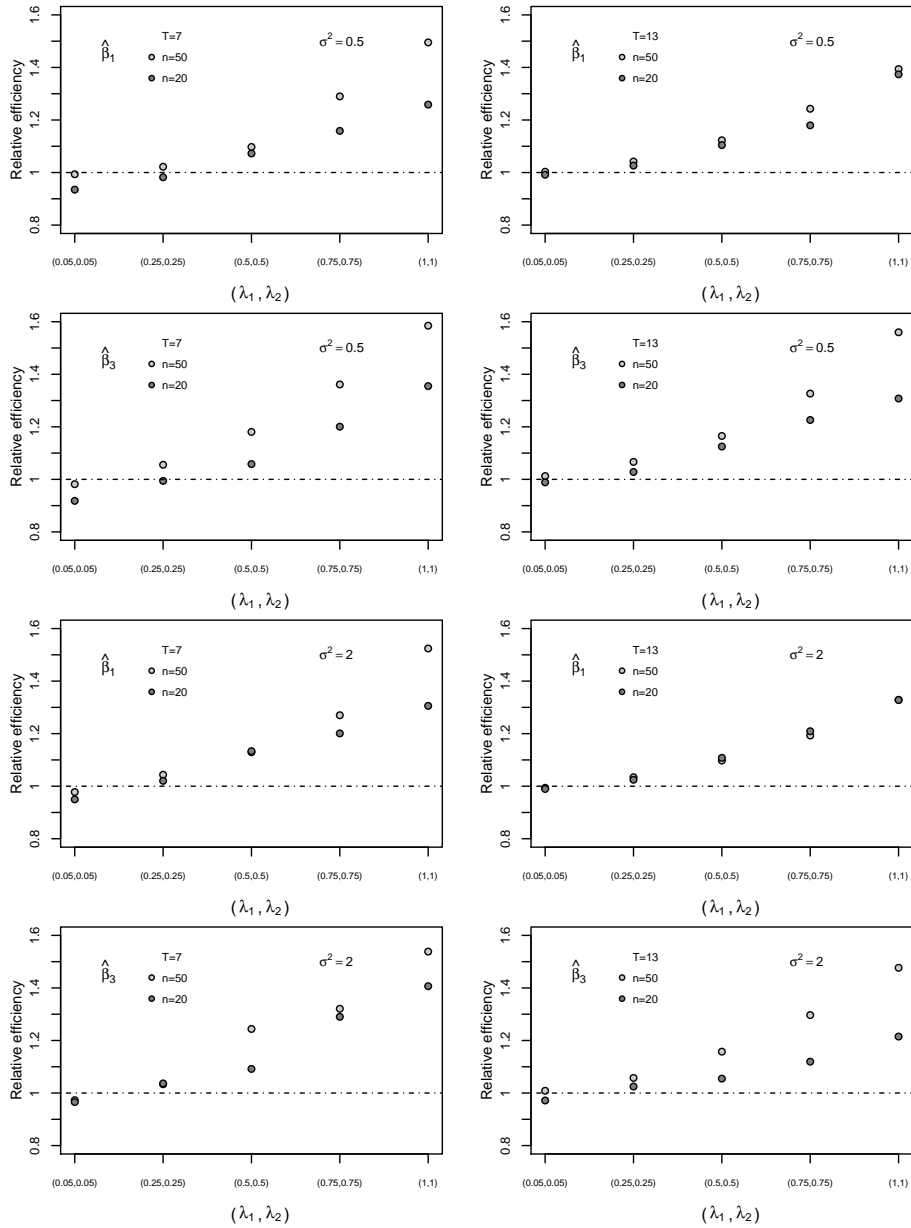 1.6
1.4
1.2
1
0.8
Relative efficiency
β̂₁
T=7
n=50
n=20
σ² = 0.5
(0.05,0.05) (0.25,0.25) (0.5,0.5) (0.75,0.75) (1,1)
(λ₁, λ₂)
1.6
1.4
1.2
1
0.8
Relative efficiency
β̂₁
T=13
n=50
n=20
σ² = 0.5
(0.05,0.05) (0.25,0.25) (0.5,0.5) (0.75,0.75) (1,1)
(λ₁, λ₂)
1.6
1.4
1.2
1
0.8
Relative efficiency
β̂₃
T=7
n=50
n=20
σ² = 0.5
(0.05,0.05) (0.25,0.25) (0.5,0.5) (0.75,0.75) (1,1)
(λ₁, λ₂)
1.6
1.4
1.2
1
0.8
Relative efficiency
β̂₃
T=13
n=50
n=20
σ² = 0.5
(0.05,0.05) (0.25,0.25) (0.5,0.5) (0.75,0.75) (1,1)
(λ₁, λ₂)
1.6
1.4
1.2
1
0.8
Relative efficiency
β̂₁
T=7
n=50
n=20
σ² = 2
(0.05,0.05) (0.25,0.25) (0.5,0.5) (0.75,0.75) (1,1)
(λ₁, λ₂)
1.6
1.4
1.2
1
0.8
Relative efficiency
β̂₁
T=13
n=50
n=20
σ² = 2
(0.05,0.05) (0.25,0.25) (0.5,0.5) (0.75,0.75) (1,1)
(λ₁, λ₂)
1.6
1.4
1.2
1
0.8
Relative efficiency
β̂₃
T=7
n=50
n=20
σ² = 2
(0.05,0.05) (0.25,0.25) (0.5,0.5) (0.75,0.75) (1,1)
(λ₁, λ₂)
1.6
1.4
1.2
1
0.8
Relative efficiency
β̂₃
T=13
n=50
n=20
σ² = 2
(0.05,0.05) (0.25,0.25) (0.5,0.5) (0.75,0.75) (1,1)
(λ₁, λ₂)